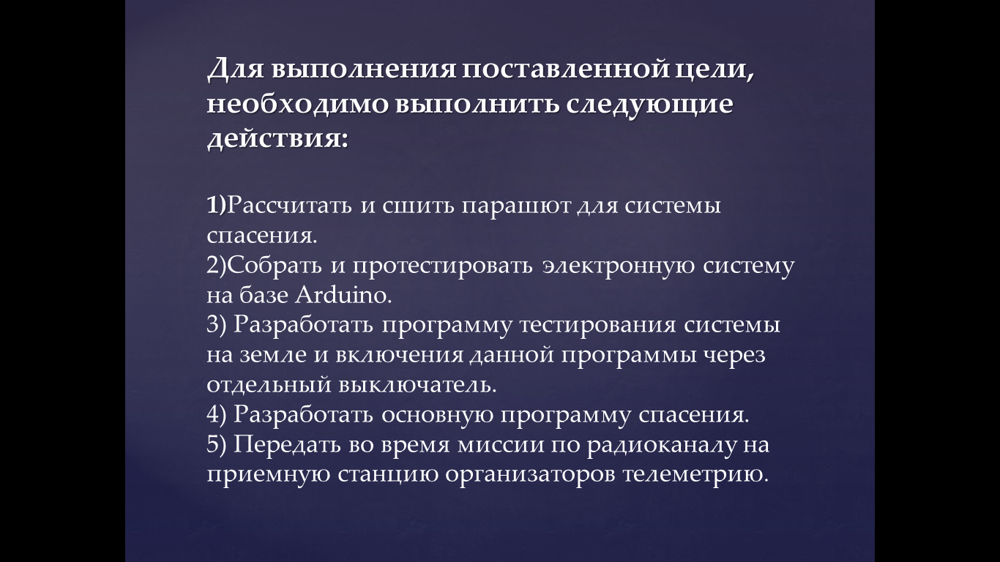 Для выполнения поставленной цели,
необходимо выполнить следующие
действия:
1)Рассчитать и сшить парашют для системы
спасения.
2)Собрать и протестировать электронную систему
на базе Arduino.
3) Разработать программу тестирования системы
на земле и включения данной программы через
отдельный выключатель.
4) Разработать основную программу спасения.
5) Передать во время миссии по радиоканалу на
приемную станцию организаторов телеметрию.